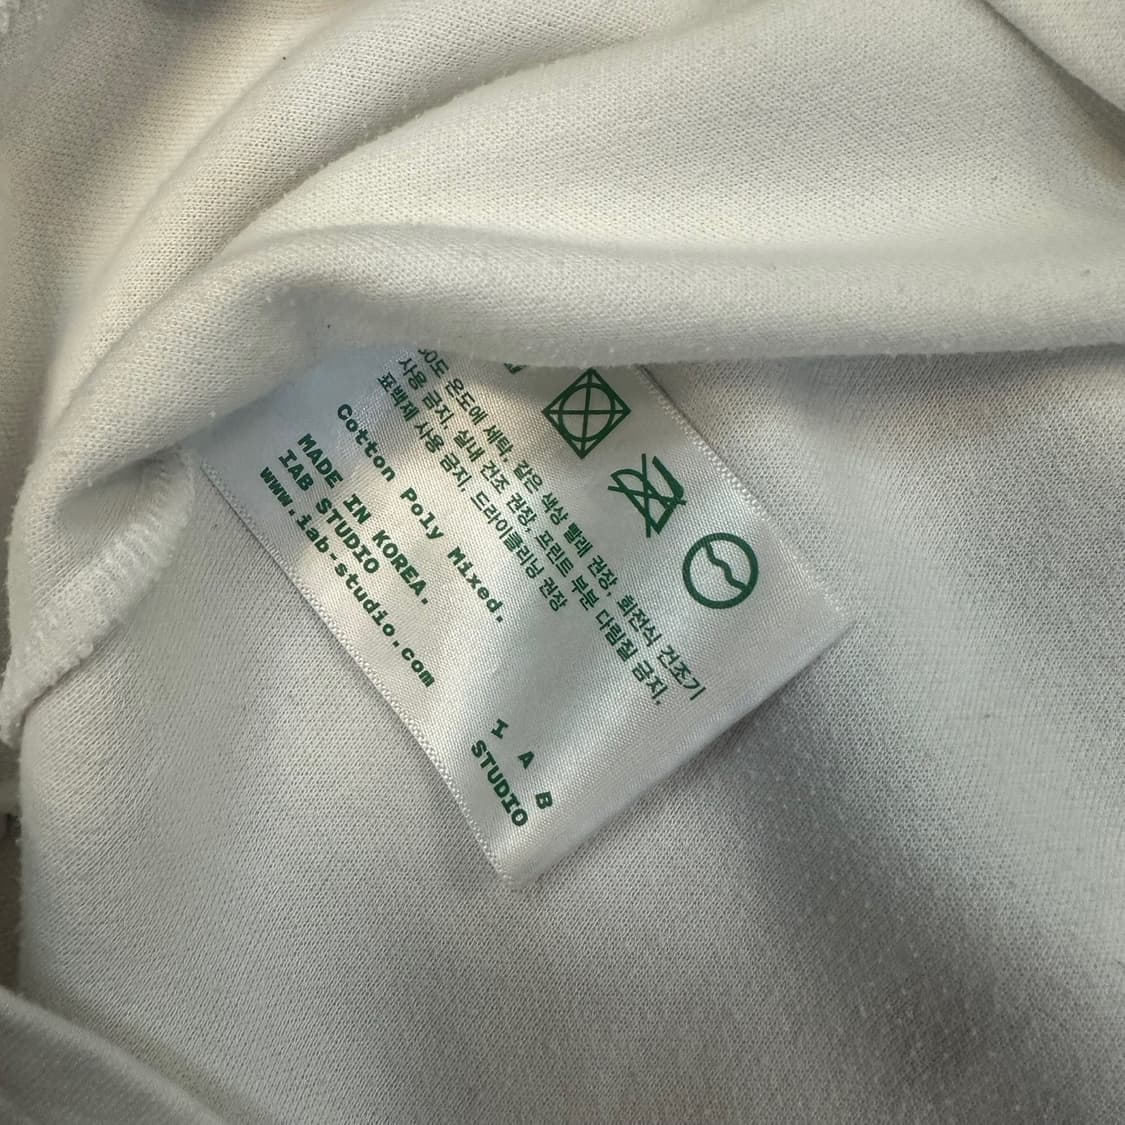 30도 온도에 세탁, 같은 색상 빨래 권장, 회전식 건조기
사용 금지, 실내 건조 권장, 프린트 부분 다림질 금지,
표백제 사용 금지, 드라이클리닝 권장
Cotton Poly Mixed.
MADE IN KOREA.
IAB STUDIO
www.iab-studio.com
I A B
STUDIO